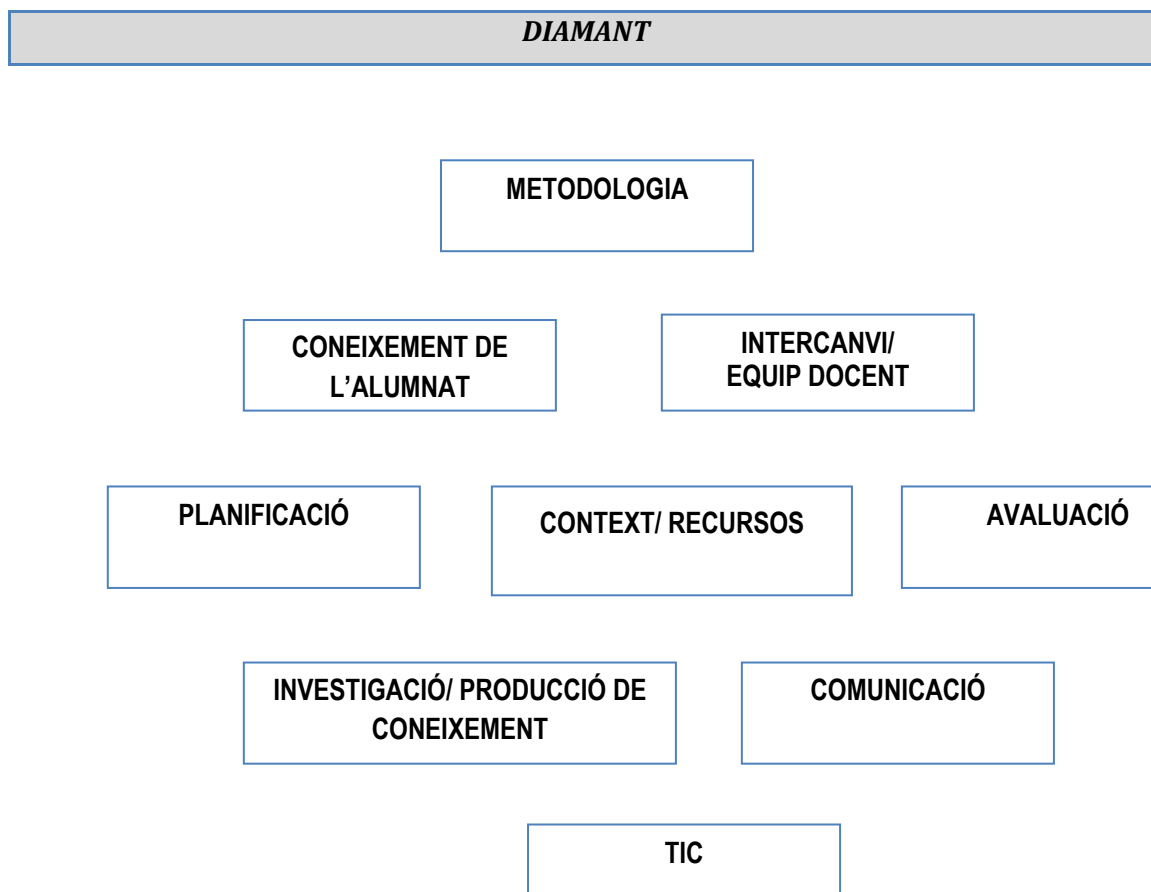 DIAMANT
METODOLOGIA
CONEIXEMENT DE
L’ALUMNAT
INTERCANVI/
EQUIP DOCENT
PLANIFICACIÓ
CONTEXT/ RECURSOS
AVALUACIÓ
INVESTIGACIÓ/ PRODUCCIÓ DE
CONEIXEMENT
COMUNICACIÓ
TIC